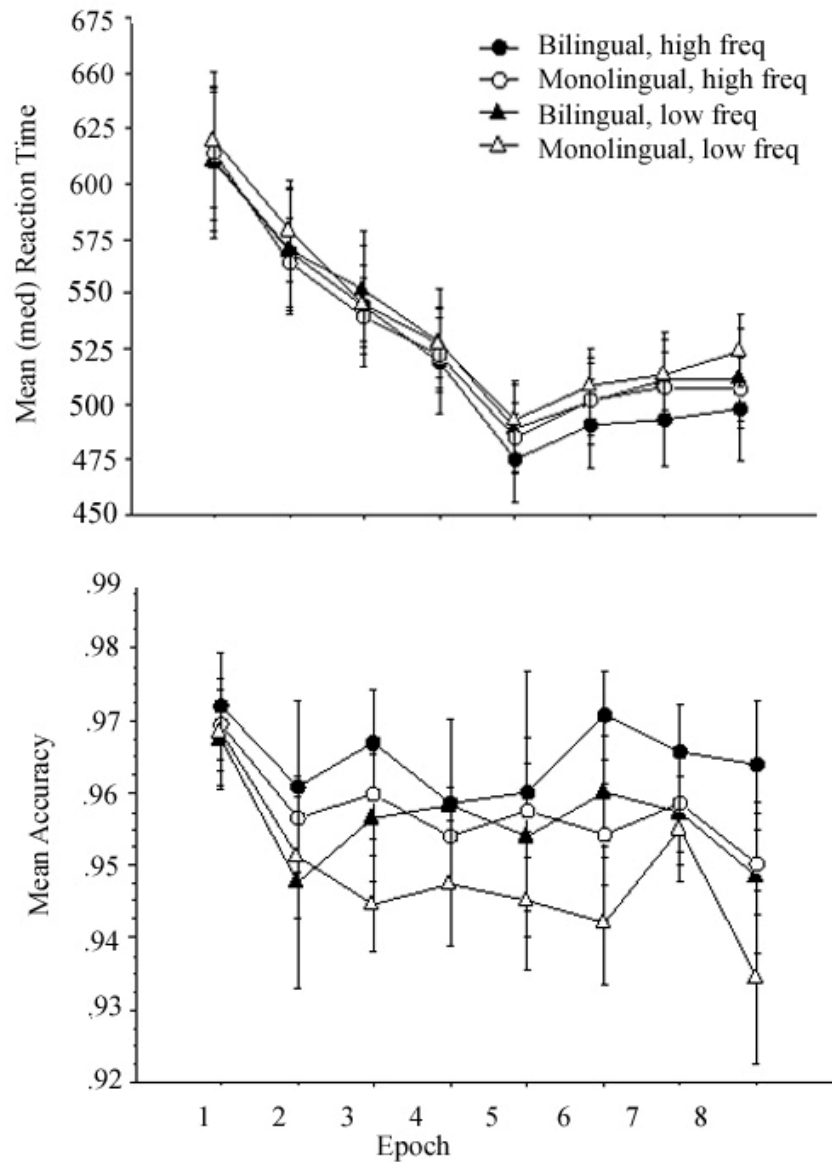 675
660
625
600
575
550
525
500
475
450
Mean (med) Reaction Time
Bilingual, high freq
Monolingual, high freq
Bilingual, low freq
Monolingual, low freq
.99
.98
.97
.96
.95
.94
.93
.92
Mean Accuracy
1 2 3 4 5 6 7 8
Epoch